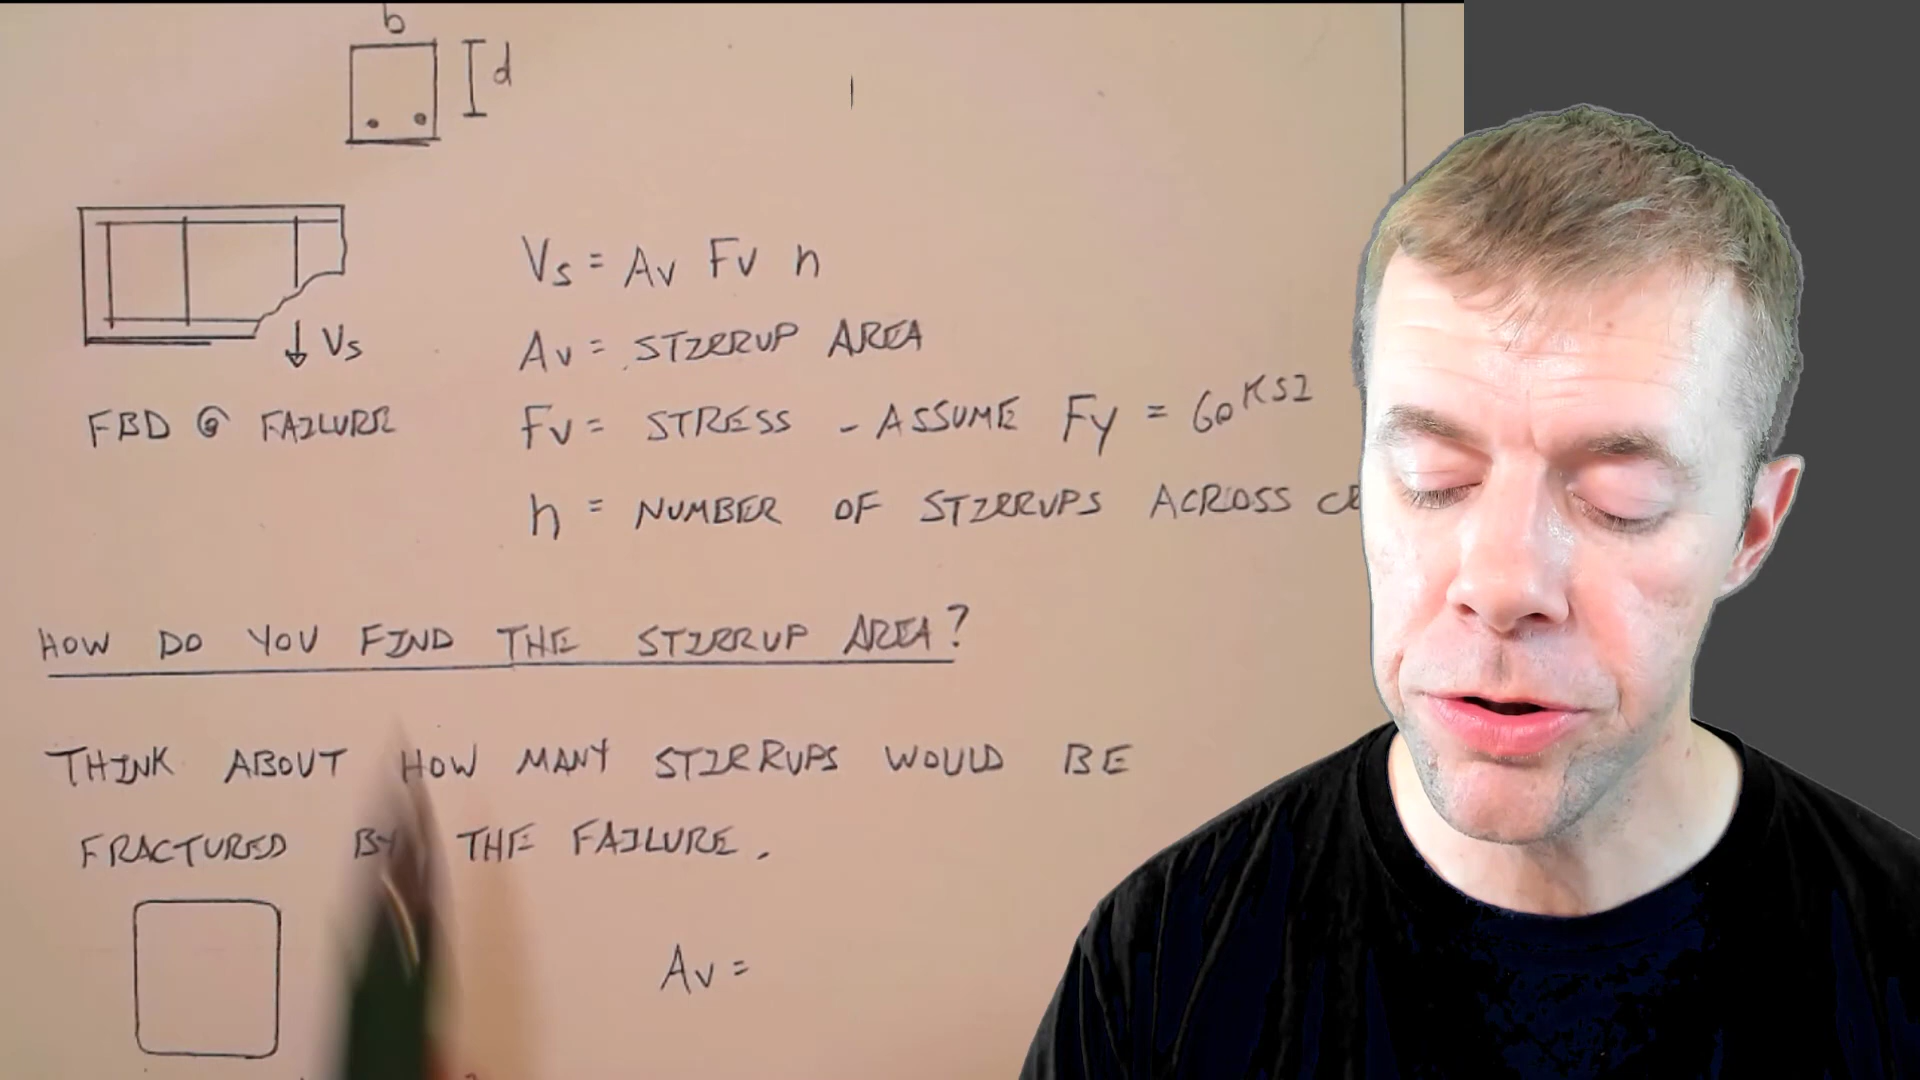 b
d
Vs = Av Fv n
Av = STIRRUP AREA
Vs
FBD @ FAILURE
Fv = STRESS - ASSUME Fy = 60 KSI
n = NUMBER OF STIRRUPS ACROSS
HOW DO YOU FIND THE STIRRUP AREA?
THINK ABOUT HOW MANY STIRRUPS WOULD BE
FRACTURED BY THE FAILURE.
Av =